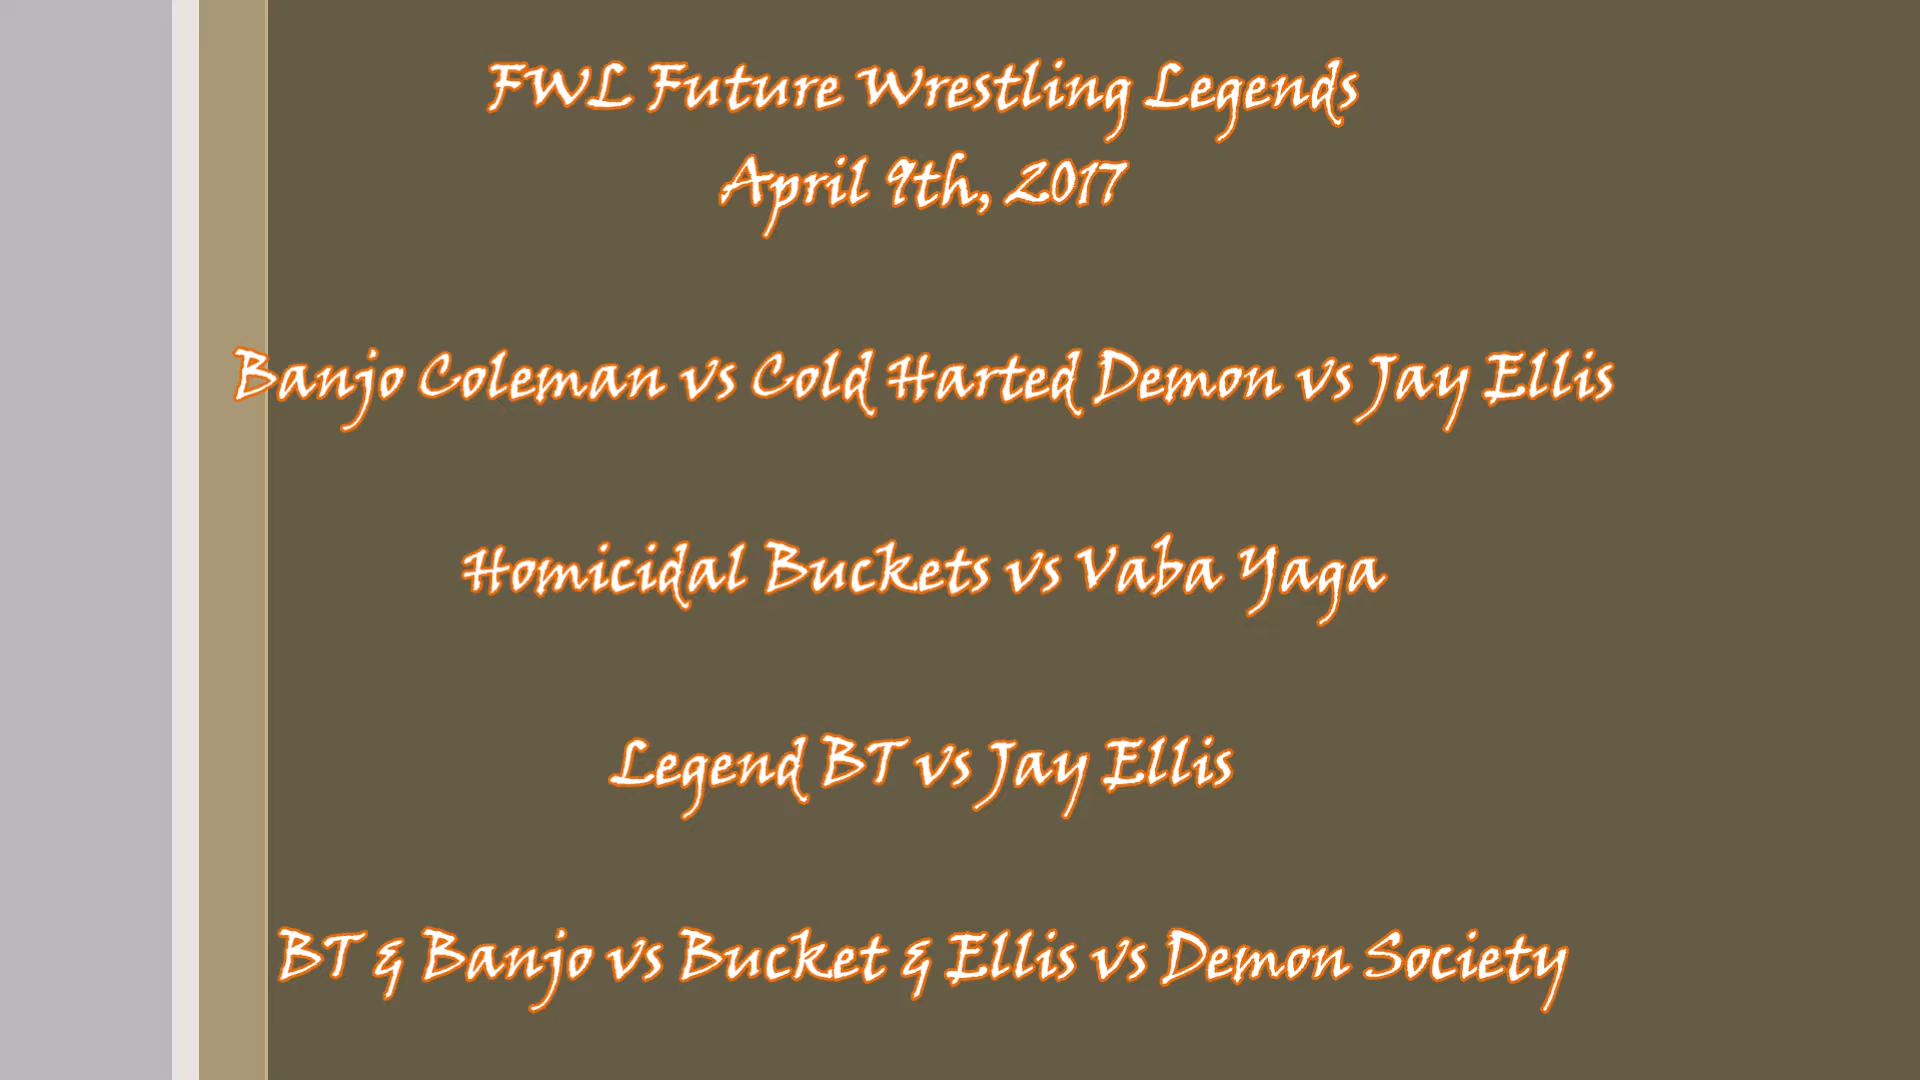 FWL Future Wrestling Legends
April 9th, 2017
Banjo Coleman vs Cold Harted Demon vs Jay Ellis
Homicidal Buckets vs Vaba Yaga
Legend BT vs Jay Ellis
BT & Banjo vs Bucket & Ellis vs Demon Society